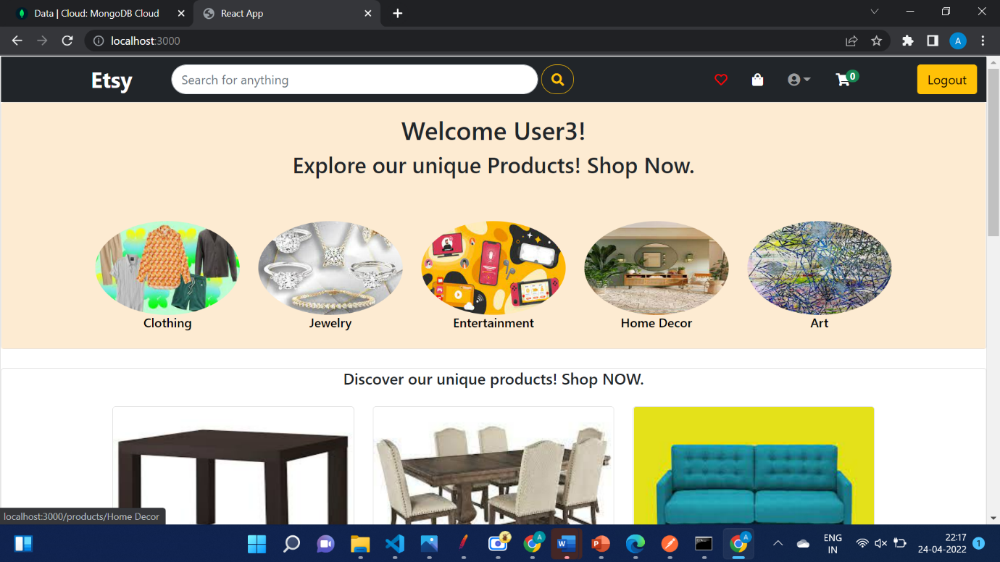 Data | Cloud: MongoDB Cloud
React App
localhost:3000
A
Etsy
Search for anything
0
Logout
Welcome User3!
Explore our unique Products! Shop Now.
Clothing
Jewelry
Entertainment
Home Decor
Art
Discover our unique products! Shop NOW.
localhost:3000/products/Home Decor
ENG
IN
22:17
24-04-2022
1